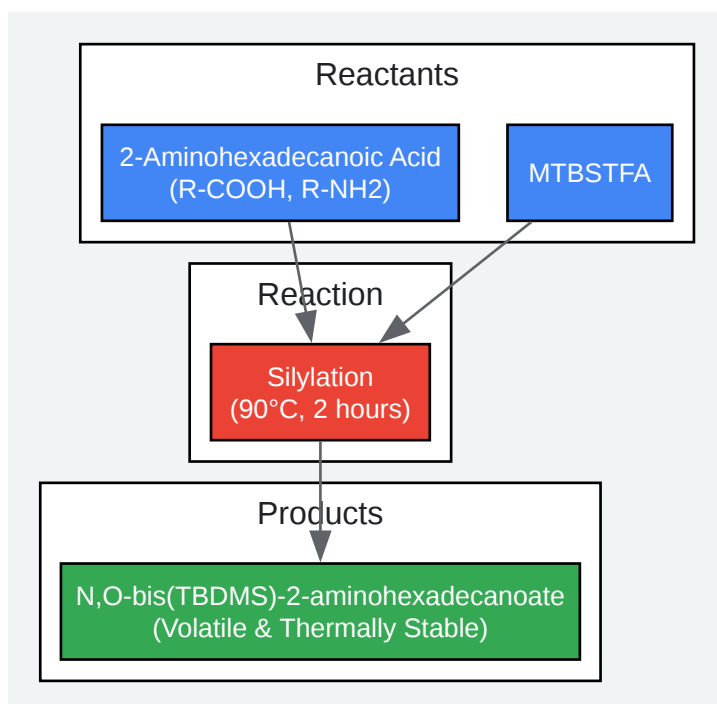 Reactants
2-Aminohexadecanoic Acid
(R-COOH, R-NH2)
MTBSTFA
Reaction
Silylation
(90°C, 2 hours)
Products
N,O-bis(TBDMS)-2-aminohexadecanoate
(Volatile & Thermally Stable)